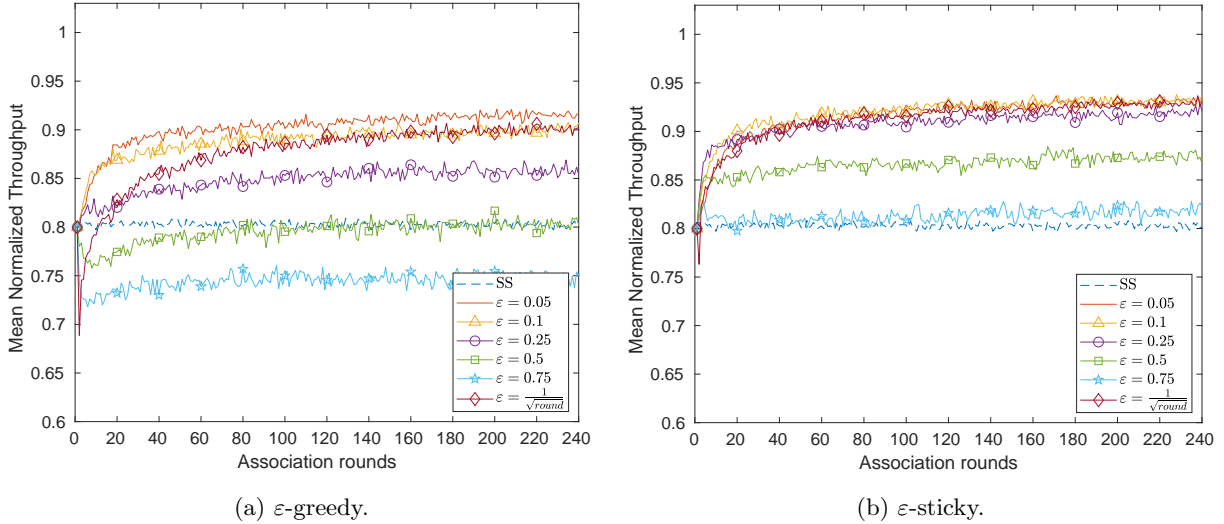 1
0.95
0.9
0.85
0.8
0.75
0.7
0.65
0.6
Mean Normalized Throughput
0 20 40 60 80 100 120 140 160 180 200 220 240
Association rounds
SS
ε = 0.05
ε = 0.1
ε = 0.25
ε = 0.5
ε = 0.75
ε = 1/√round
(a) ε-greedy.
1
0.95
0.9
0.85
0.8
0.75
0.7
0.65
0.6
Mean Normalized Throughput
0 20 40 60 80 100 120 140 160 180 200 220 240
Association rounds
SS
ε = 0.05
ε = 0.1
ε = 0.25
ε = 0.5
ε = 0.75
ε = 1/√round
(b) ε-sticky.